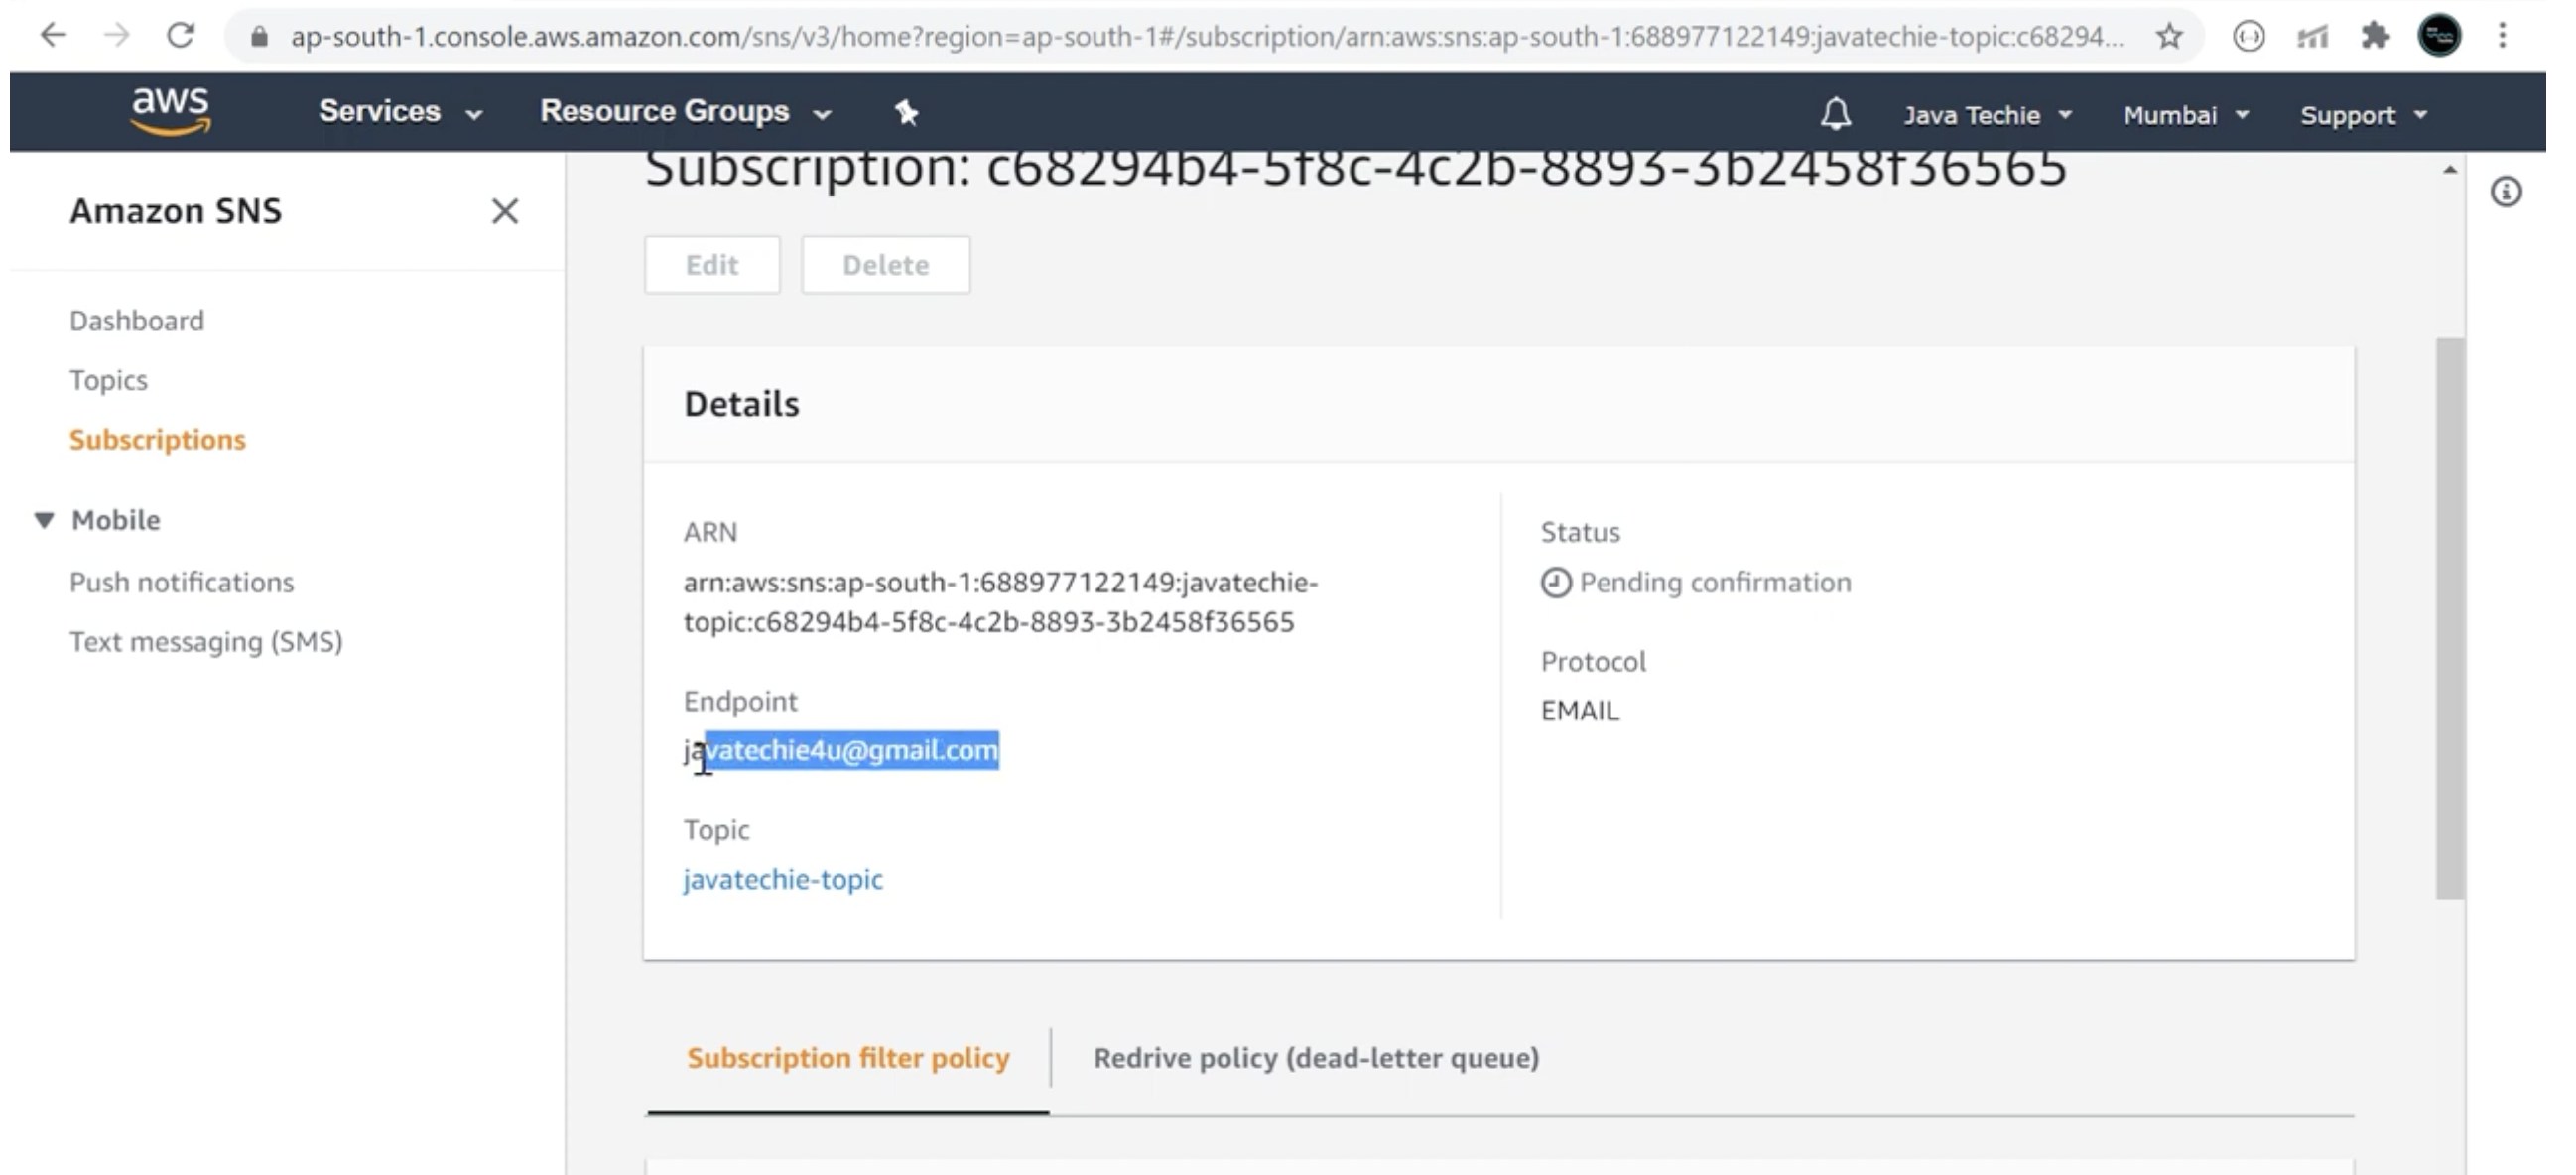 ap-south-1.console.aws.amazon.com/sns/v3/home?region=ap-south-1#/subscription/arn:aws:sns:ap-south-1:688977122149:javatechie-topic:c68294...
aws Services Resource Groups Java Techie Mumbai Support
Amazon SNS
Dashboard
Topics
Subscriptions
Mobile
Push notifications
Text messaging (SMS)
Subscription: c68294b4-5f8c-4c2b-8893-3b2458f36565
Edit Delete
Details
ARN
arn:aws:sns:ap-south-1:688977122149:javatechie-
topic:c68294b4-5f8c-4c2b-8893-3b2458f36565
Endpoint
javatechie4u@gmail.com
Topic
javatechie-topic
Status
Pending confirmation
Protocol
EMAIL
Subscription filter policy Redrive policy (dead-letter queue)